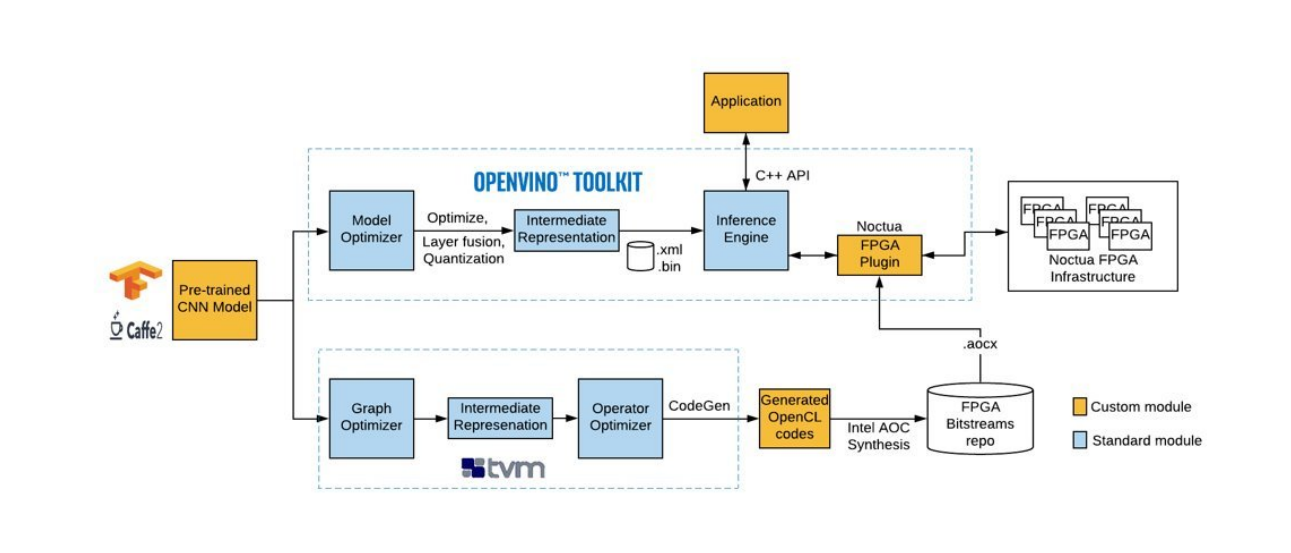 Application
C++ API
OPENVINO™ TOOLKIT
Model
Optimizer
Optimize,
Layer fusion,
Quantization
Intermediate
Representation
.xml
.bin
Inference
Engine
Noctua
FPGA
Plugin
FPGA
FPGA
FPGA
FPGA
FPGA
FPGA
Noctua FPGA
Infrastructure
Pre-trained
CNN Model
Caffe2
.aocx
Graph
Optimizer
Intermediate
Represenation
Operator
Optimizer
CodeGen
tvm
Generated
OpenCL
codes
Intel AOC
Synthesis
FPGA
Bitstreams
repo
Custom module
Standard module